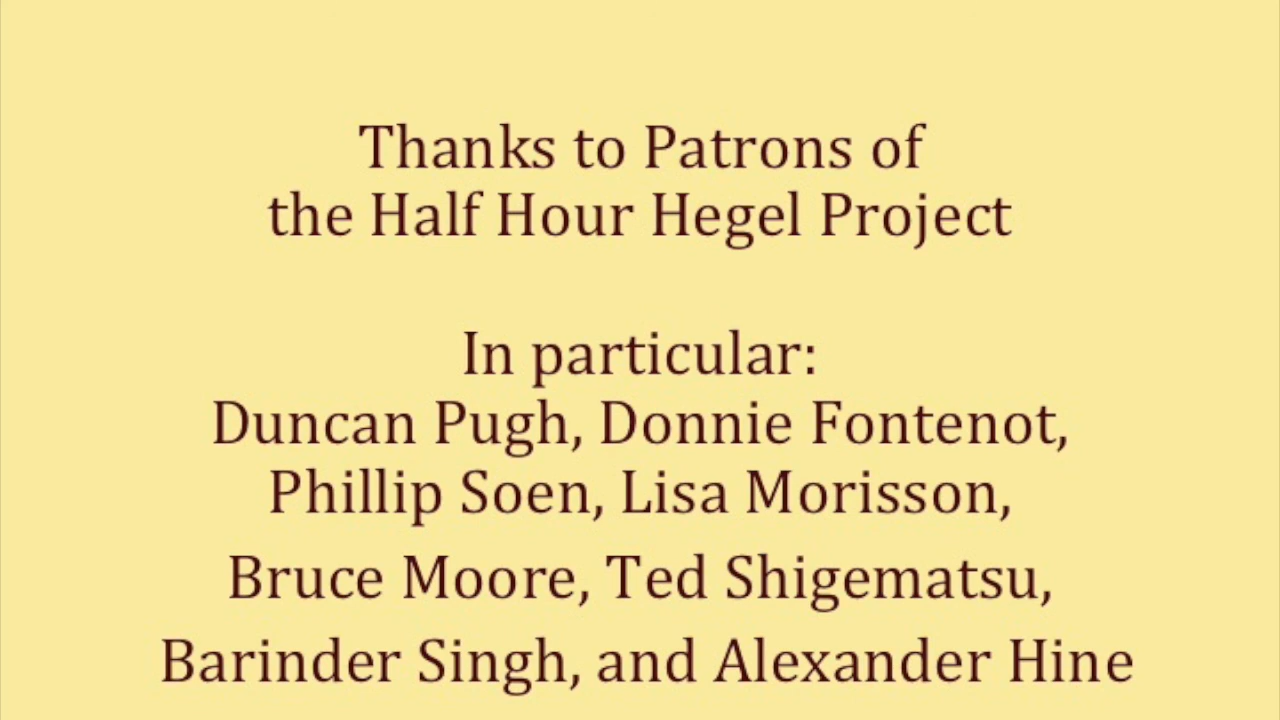 Thanks to Patrons of
the Half Hour Hegel Project
In particular:
Duncan Pugh, Donnie Fontenot,
Phillip Soen, Lisa Morisson,
Bruce Moore, Ted Shigematsu,
Barinder Singh, and Alexander Hine